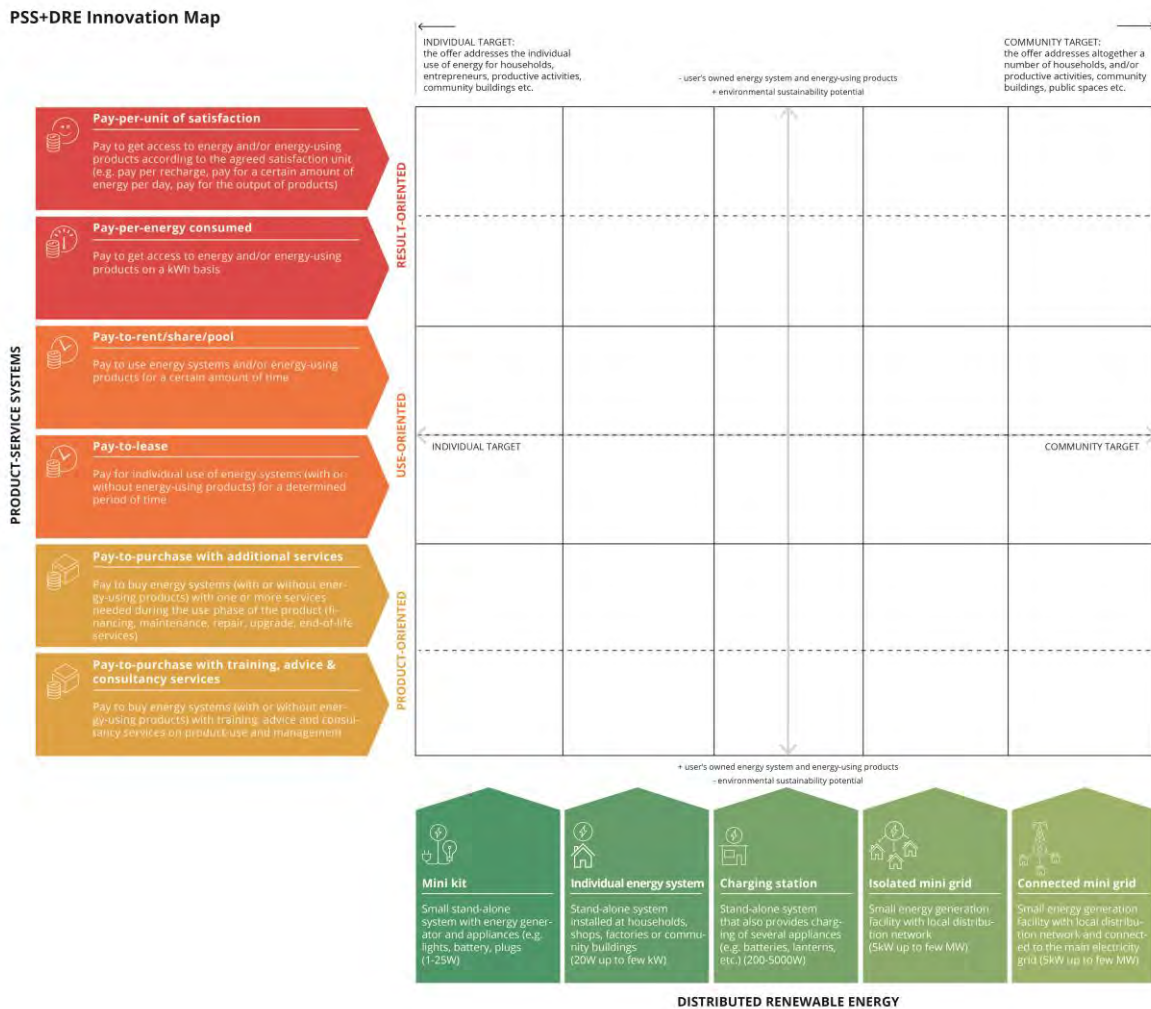 PSS+DRE Innovation Map
INDIVIDUAL TARGET:
the offer addresses the individual
use of energy for households,
entrepreneurs, productive activities,
community buildings etc.
- user's owned energy system and energy-using products
+ environmental sustainability potential
COMMUNITY TARGET:
the offer addresses altogether a
number of households, and/or
productive activities, community
buildings, public spaces etc.
PRODUCT-SERVICE SYSTEMS
RESULT-ORIENTED
Pay-per-unit of satisfaction
Pay to get access to energy and/or energy-using
products according to the agreed satisfaction unit
(e.g. pay per recharge, pay for a certain amount of
energy per day, pay for the output of products)
Pay-per-energy consumed
Pay to get access to energy and/or energy-using
products on a kWh basis
USE-ORIENTED
Pay-to-rent/share/pool
Pay to use energy systems and/or energy-using
products for a certain amount of time
Pay-to-lease
Pay for individual use of energy systems (with or
without energy-using products) for a determined
period of time
INDIVIDUAL TARGET
COMMUNITY TARGET
PRODUCT-ORIENTED
Pay-to-purchase with additional services
Pay to buy energy systems (with or without ener-
gy-using products) with one or more services
needed during the use phase of the product (fi-
nancing, maintenance, repair, upgrade, end-of-life
services)
Pay-to-purchase with training, advice &
consultancy services
Pay to buy energy systems (with or without ener-
gy-using products) with training, advice and consul-
tancy services on product use and management
+ user's owned energy system and energy-using products
- environmental sustainability potential
Mini kit
Small stand-alone
system with energy gener-
ator and appliances (e.g.
lights, battery, plugs
(1-25W)
Individual energy system
Stand-alone system
installed at households,
shops, factories or commu-
nity buildings
(20W up to few kW)
Charging station
Stand-alone system
that also provides charg-
ing of several appliances
(e.g. batteries, lanterns,
etc.) (200-5000W)
Isolated mini grid
Small energy generation
facility with local distribu-
tion network
(5kW up to few MW)
Connected mini grid
Small energy generation
facility with local distribu-
tion network and connect-
ed to the main electricity
grid (5kW up to few MW)
DISTRIBUTED RENEWABLE ENERGY